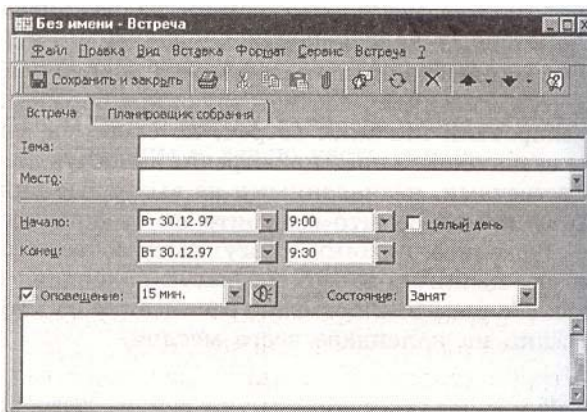 Без имени - Встреча
Файл Правка Вид Вставка Формат Сервис Встреча ?
Сохранить и закрыть
Встреча Планировщик собрания
Тема:
Место:
Начало: Вт 30.12.97 9:00 Целый день
Конец: Вт 30.12.97 9:30
Оповещение: 15 мин. Состояние: Занят